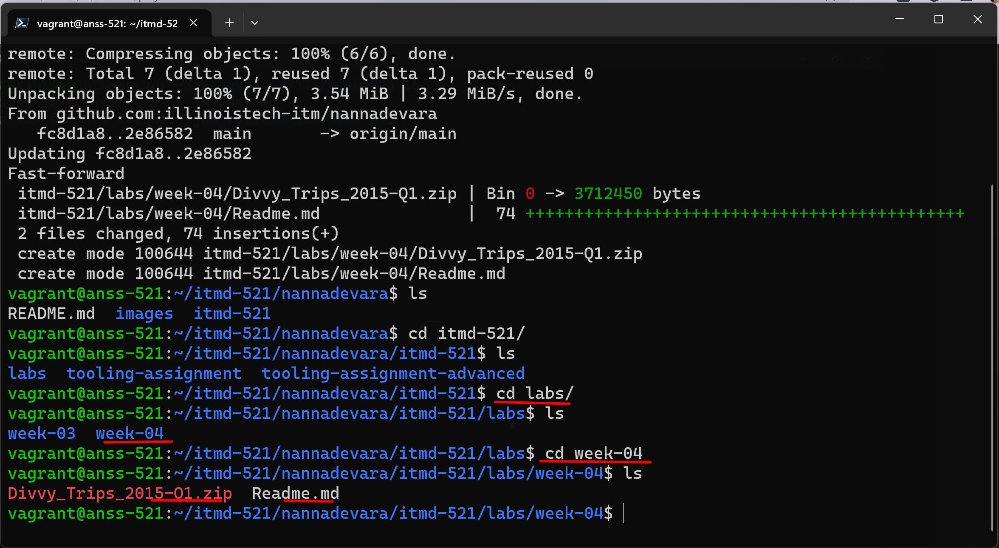 vagrant@anss-521: ~/itmd-52
remote: Compressing objects: 100% (6/6), done.
remote: Total 7 (delta 1), reused 7 (delta 1), pack-reused 0
Unpacking objects: 100% (7/7), 3.54 MiB | 3.29 MiB/s, done.
From github.com:illinoistech-itm/nannadevara
   fc8d1a8..2e86582  main       -> origin/main
Updating fc8d1a8..2e86582
Fast-forward
 itmd-521/labs/week-04/Divvy_Trips_2015-Q1.zip | Bin 0 -> 3712450 bytes
 itmd-521/labs/week-04/Readme.md               |  74 +++++++++++++++++++++++++++++++++++++++++++++
 2 files changed, 74 insertions(+)
 create mode 100644 itmd-521/labs/week-04/Divvy_Trips_2015-Q1.zip
 create mode 100644 itmd-521/labs/week-04/Readme.md
vagrant@anss-521:~/itmd-521/nannadevara$ ls
README.md  images  itmd-521
vagrant@anss-521:~/itmd-521/nannadevara$ cd itmd-521/
vagrant@anss-521:~/itmd-521/nannadevara/itmd-521$ ls
labs  tooling-assignment  tooling-assignment-advanced
vagrant@anss-521:~/itmd-521/nannadevara/itmd-521$ cd labs/
vagrant@anss-521:~/itmd-521/nannadevara/itmd-521/labs$ ls
week-03  week-04
vagrant@anss-521:~/itmd-521/nannadevara/itmd-521/labs$ cd week-04
vagrant@anss-521:~/itmd-521/nannadevara/itmd-521/labs/week-04$ ls
Divvy_Trips_2015-Q1.zip  Readme.md
vagrant@anss-521:~/itmd-521/nannadevara/itmd-521/labs/week-04$